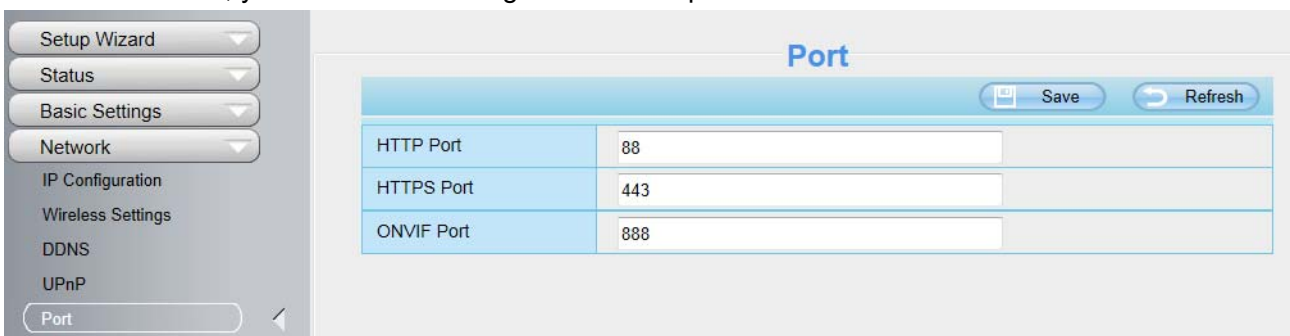 Setup Wizard
Status
Basic Settings
Network
IP Configuration
Wireless Settings
DDNS
UPnP
Port
Port
Save Refresh
HTTP Port 88
HTTPS Port 443
ONVIF Port 888